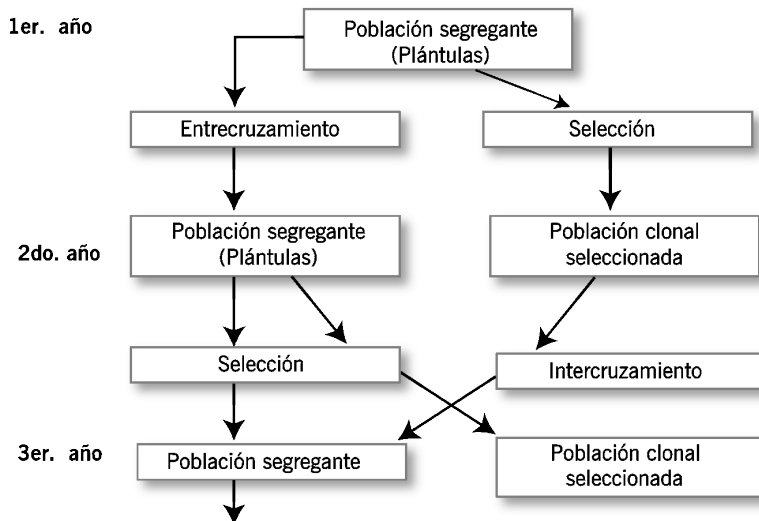 1er. año
Población segregante
(Plántulas)
Entrecruzamiento
Selección
2do. año
Población segregante
(Plántulas)
Población clonal
seleccionada
Selección
Intercruzamiento
3er. año
Población segregante
Población clonal
seleccionada